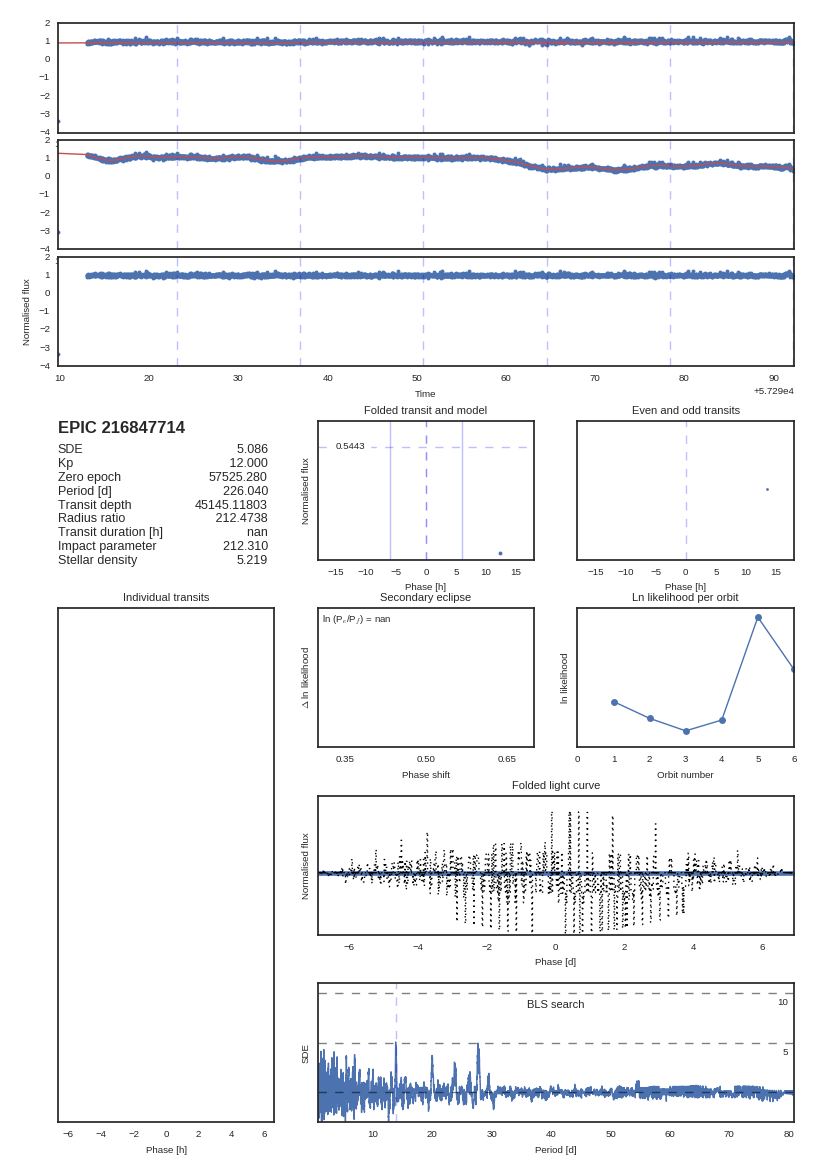 2
1
0
−1
−2
−3
−4
2
1
0
−1
−2
−3
−4
2
1
0
−1
−2
−3
−4
Normalised flux
10 20 30 40 50 60 70 80 90
Time
+5.729e4
EPIC 216847714
SDE 5.086
Kp 12.000
Zero epoch 57525.280
Period [d] 226.040
Transit depth 45145.11803
Radius ratio 212.4738
Transit duration [h] nan
Impact parameter 212.310
Stellar density 5.219
Folded transit and model
0.5443
Normalised flux
−15 −10 −5 0 5 10 15
Phase [h]
Even and odd transits
−15 −10 −5 0 5 10 15
Phase [h]
Individual transits
−6 −4 −2 0 2 4 6
Phase [h]
Secondary eclipse
ln (Pₑ/P_f) = nan
Δ ln likelihood
0.35 0.50 0.65
Phase shift
Ln likelihood per orbit
ln likelihood
0 1 2 3 4 5 6
Orbit number
Folded light curve
Normalised flux
−6 −4 −2 0 2 4 6
Phase [d]
BLS search
10
5
SDE
10 20 30 40 50 60 70 80
Period [d]